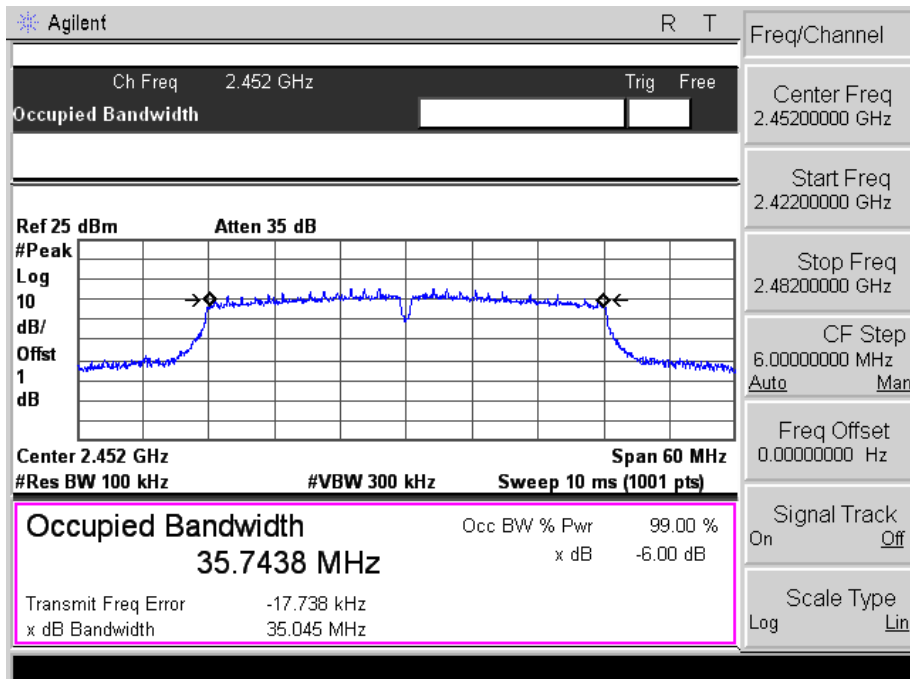 Agilent R T
Freq/Channel
Ch Freq 2.452 GHz Trig Free
Occupied Bandwidth
Center Freq
2.45200000 GHz
Start Freq
2.42200000 GHz
Stop Freq
2.48200000 GHz
CF Step
6.00000000 MHz
Auto Man
Freq Offset
0.00000000 Hz
Signal Track
On Off
Scale Type
Log Lin
Ref 25 dBm Atten 35 dB
#Peak
Log
10
dB/
Offst
1
dB
Center 2.452 GHz Span 60 MHz
#Res BW 100 kHz #VBW 300 kHz Sweep 10 ms (1001 pts)
Occupied Bandwidth Occ BW % Pwr 99.00 %
35.7438 MHz x dB -6.00 dB
Transmit Freq Error -17.738 kHz
x dB Bandwidth 35.045 MHz